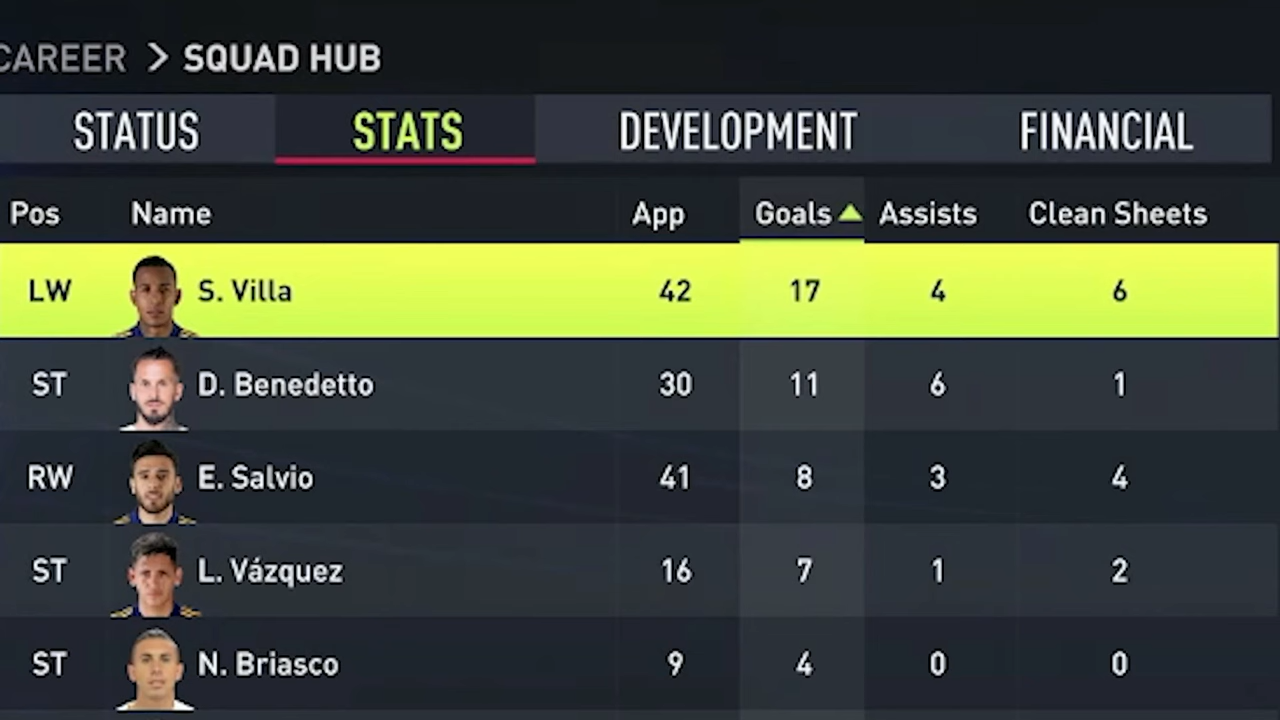 CAREER > SQUAD HUB
STATUS STATS DEVELOPMENT FINANCIAL
Pos Name App Goals Assists Clean Sheets
LW S. Villa 42 17 4 6
ST D. Benedetto 30 11 6 1
RW E. Salvio 41 8 3 4
ST L. Vázquez 16 7 1 2
ST N. Briasco 9 4 0 0